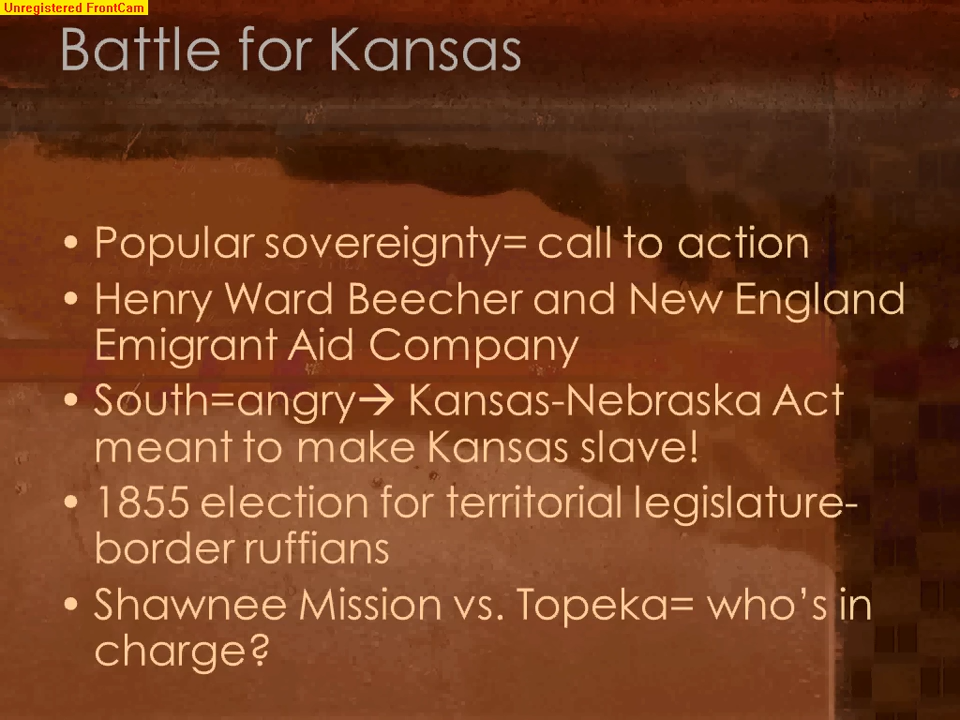 Unregistered FrontCam
Battle for Kansas
• Popular sovereignty= call to action
• Henry Ward Beecher and New England
Emigrant Aid Company
• South=angry→ Kansas-Nebraska Act
meant to make Kansas slave!
• 1855 election for territorial legislature-
border ruffians
• Shawnee Mission vs. Topeka= who’s in
charge?